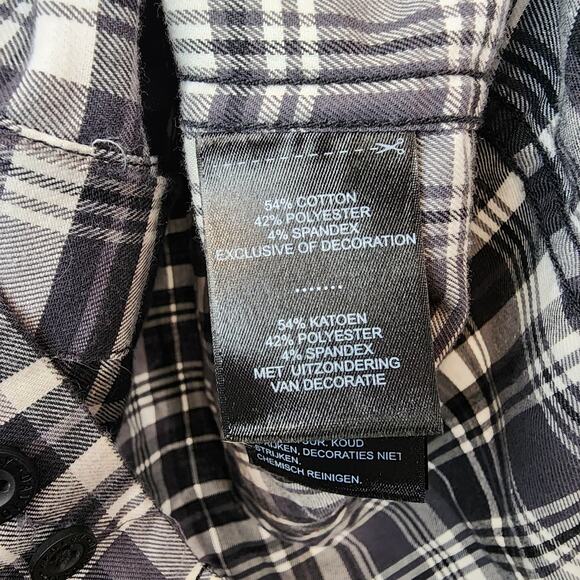 54% COTTON
42% POLYESTER
4% SPANDEX
EXCLUSIVE OF DECORATION
.......
54% KATOEN
42% POLYESTER
4% SPANDEX
MET UITZONDERING
VAN DECORATIE
KOUD
STRIJKEN, DECORATIES NIET
STRIJKEN.
CHEMISCH REINIGEN.